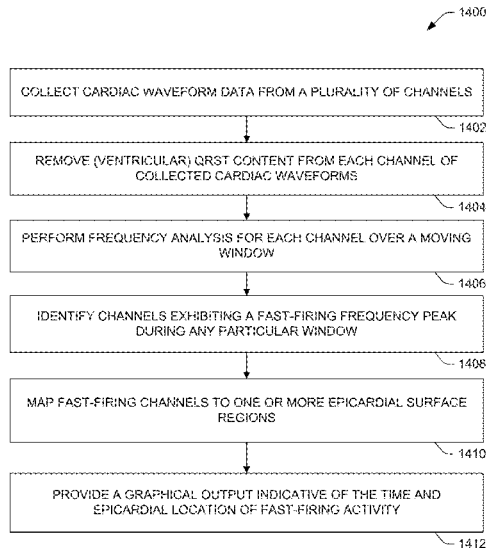 1400
COLLECT CARDIAC WAVEFORM DATA FROM A PLURALITY OF CHANNELS
1402
REMOVE (VENTRICULAR) QRST CONTENT FROM EACH CHANNEL OF
COLLECTED CARDIAC WAVEFORMS
1404
PERFORM FREQUENCY ANALYSIS FOR EACH CHANNEL OVER A MOVING
WINDOW
1406
IDENTIFY CHANNELS EXHIBITING A FAST-FIRING FREQUENCY PEAK
DURING ANY PARTICULAR WINDOW
1408
MAP FAST-FIRING CHANNELS TO ONE OR MORE EPICARDIAL SURFACE
REGIONS
1410
PROVIDE A GRAPHICAL OUTPUT INDICATIVE OF THE TIME AND
EPICARDIAL LOCATION OF FAST-FIRING ACTIVITY
1412